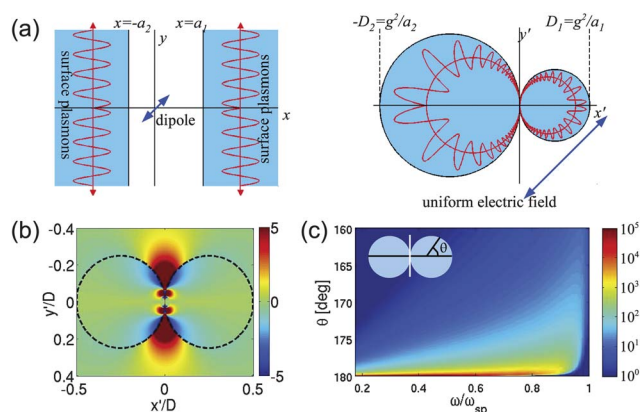 (a)
x=-a₂
x=a₁
y
surface plasmons
dipole
surface plasmons
x
-D₂=g²/a₂
y'
D₁=g²/a₁
x'
uniform electric field
(b)
-0.4
-0.2
0
0.2
0.4
y'/D
-0.5
0
0.5
x'/D
5
0
-5
(c)
160
165
170
175
180
θ [deg]
θ
0.2
0.4
0.6
0.8
1
ω/ω_sp
10⁵
10⁴
10³
10²
10¹
10⁰